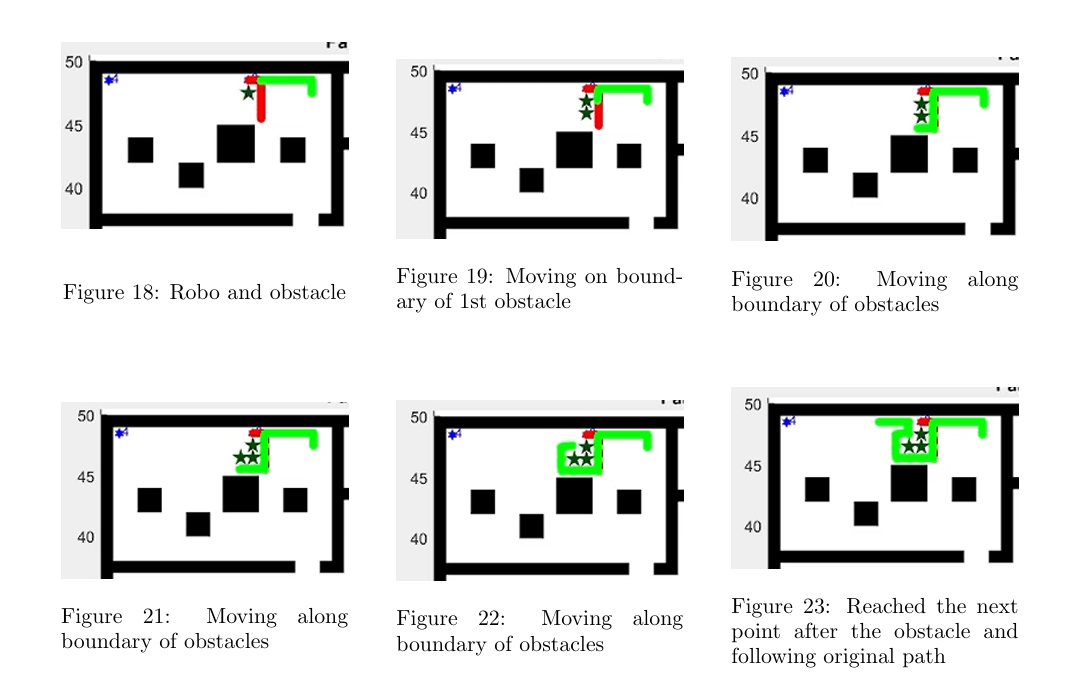 50
45
40
Figure 18: Robo and obstacle
50
45
40
Figure 19: Moving on bound-
ary of 1st obstacle
50
45
40
Figure 20: Moving along
boundary of obstacles
50
45
40
Figure 21: Moving along
boundary of obstacles
50
45
40
Figure 22: Moving along
boundary of obstacles
50
45
40
Figure 23: Reached the next
point after the obstacle and
following original path